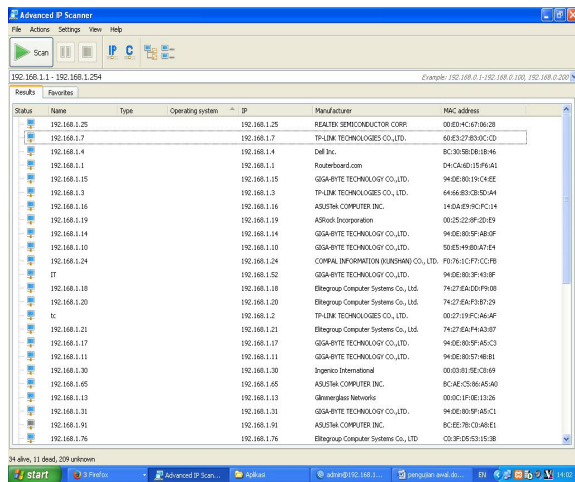 Advanced IP Scanner
File Actions Settings View Help
Scan IP C
192.168.1.1 - 192.168.1.254 Example: 192.168.0.1-192.168.0.100, 192.168.0.200
Results Favorites
Status Name Type Operating system IP Manufacturer MAC address
192.168.1.25 192.168.1.25 REALTEK SEMICONDUCTOR CORP. 00:E0:4C:67:06:28
192.168.1.7 192.168.1.7 TP-LINK TECHNOLOGIES CO.,LTD. 60:E3:27:83:0C:CD
192.168.1.4 192.168.1.4 Dell Inc. BC:30:5B:DB:1B:46
192.168.1.1 192.168.1.1 Routerboard.com D4:CA:6D:15:F6:A1
192.168.1.15 192.168.1.15 GIGA-BYTE TECHNOLOGY CO.,LTD. 94:DE:80:19:C4:EE
192.168.1.3 192.168.1.3 TP-LINK TECHNOLOGIES CO.,LTD. 64:66:B3:CB:5D:A4
192.168.1.16 192.168.1.16 ASUSTek COMPUTER INC. 14:DA:E9:9C:FC:14
192.168.1.19 192.168.1.19 ASRock Incorporation 00:25:22:8F:2D:E9
192.168.1.14 192.168.1.14 GIGA-BYTE TECHNOLOGY CO.,LTD. 94:DE:80:5F:AB:0F
192.168.1.10 192.168.1.10 GIGA-BYTE TECHNOLOGY CO.,LTD. 50:E5:49:B0:A7:E4
192.168.1.24 192.168.1.24 COMPAL INFORMATION (KUNSHAN) CO., LTD. F0:76:1C:F7:CC:FB
IT 192.168.1.52 GIGA-BYTE TECHNOLOGY CO.,LTD. 94:DE:80:3F:43:8F
192.168.1.18 192.168.1.18 Elitegroup Computer Systems Co., Ltd. 74:27:EA:DD:F9:08
192.168.1.20 192.168.1.20 Elitegroup Computer Systems Co., Ltd. 74:27:EA:F3:B7:29
tc 192.168.1.2 TP-LINK TECHNOLOGIES CO., LTD. 00:27:19:FC:A6:AF
192.168.1.21 192.168.1.21 Elitegroup Computer Systems Co., Ltd. 74:27:EA:F4:A3:87
192.168.1.17 192.168.1.17 GIGA-BYTE TECHNOLOGY CO.,LTD. 94:DE:80:5F:A5:C3
192.168.1.11 192.168.1.11 GIGA-BYTE TECHNOLOGY CO.,LTD. 94:DE:80:57:4B:B1
192.168.1.30 192.168.1.30 Ingenico International 00:03:81:5E:C8:69
192.168.1.65 192.168.1.65 ASUSTek COMPUTER INC. BC:AE:C5:86:A5:A0
192.168.1.13 192.168.1.13 Glimmerglass Networks 00:0C:1F:0E:13:26
192.168.1.31 192.168.1.31 GIGA-BYTE TECHNOLOGY CO.,LTD. 94:DE:80:5F:A5:C1
192.168.1.91 192.168.1.91 ASUSTek COMPUTER INC. BC:EE:7B:C0:A8:E1
192.168.1.76 192.168.1.76 Elitegroup Computer Systems Co., LTD C0:3F:D5:53:15:3B
34 alive, 11 dead, 209 unknown
start 3 Firefox Advanced IP Scan... Aplikasi admin@192.168.1... pengujian awal.do... EN 14:02